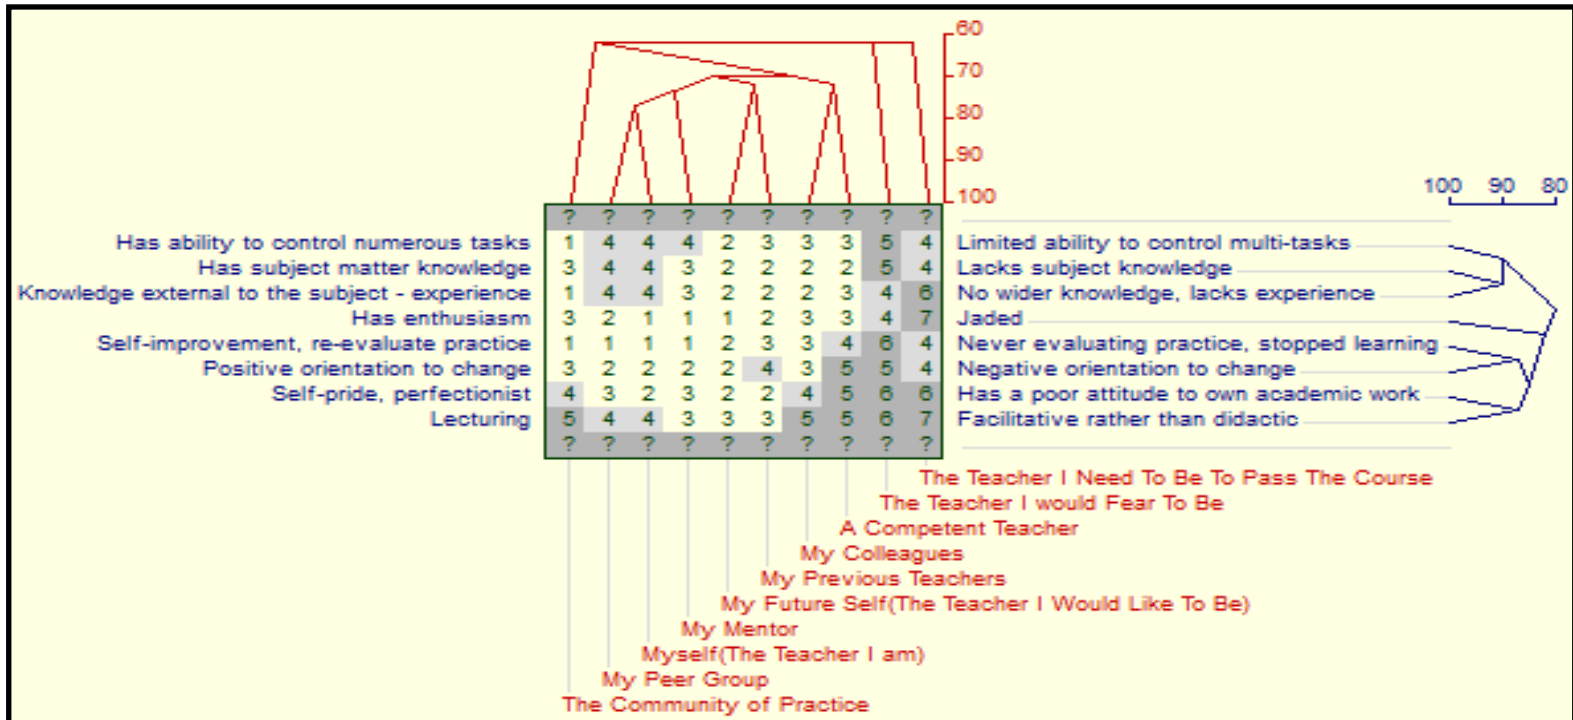 60
70
80
90
100
100 90 80
? ? ? ? ? ? ? ? ? ?
Has ability to control numerous tasks 1 4 4 4 2 3 3 3 5 4 Limited ability to control multi-tasks
Has subject matter knowledge 3 4 4 3 2 2 2 2 5 4 Lacks subject knowledge
Knowledge external to the subject - experience 1 4 4 3 2 2 2 3 4 6 No wider knowledge, lacks experience
Has enthusiasm 3 2 1 1 1 2 3 3 4 7 Jaded
Self-improvement, re-evaluate practice 1 1 1 1 2 3 3 4 6 4 Never evaluating practice, stopped learning
Positive orientation to change 3 2 2 2 2 4 3 5 5 4 Negative orientation to change
Self-pride, perfectionist 4 3 2 3 2 2 4 5 6 6 Has a poor attitude to own academic work
Lecturing 5 4 4 3 3 3 5 5 6 7 Facilitative rather than didactic
? ? ? ? ? ? ? ? ? ?
The Teacher I Need To Be To Pass The Course
The Teacher I would Fear To Be
A Competent Teacher
My Colleagues
My Previous Teachers
My Future Self(The Teacher I Would Like To Be)
My Mentor
Myself(The Teacher I am)
My Peer Group
The Community of Practice